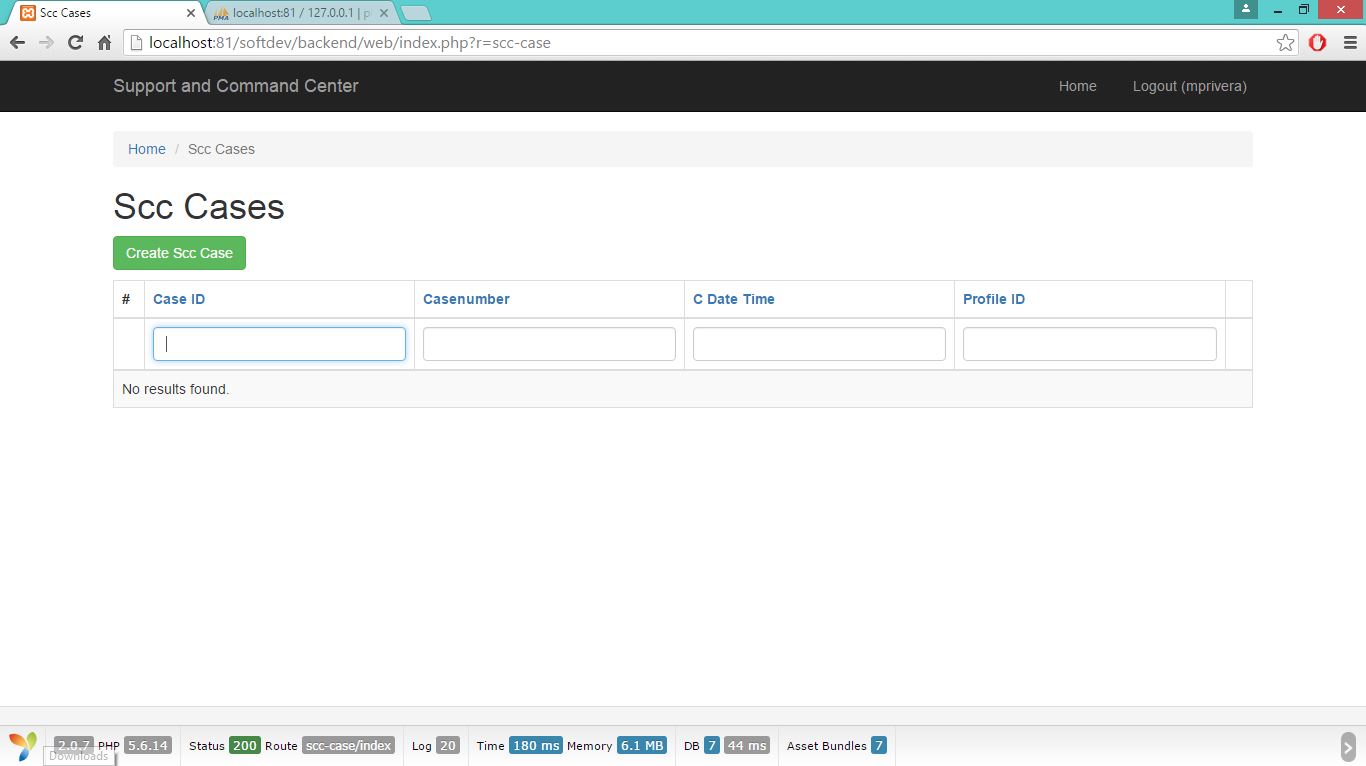 Scc Cases
localhost:81 / 127.0.0.1 | p
localhost:81/softdev/backend/web/index.php?r=scc-case
Support and Command Center Home Logout (mprivera)
Home / Scc Cases
Scc Cases
Create Scc Case
# Case ID Casenumber C Date Time Profile ID
No results found.
2.0.7 PHP 5.6.14 Status 200 Route scc-case/index Log 20 Time 180 ms Memory 6.1 MB DB 7 44 ms Asset Bundles 7
Downloads